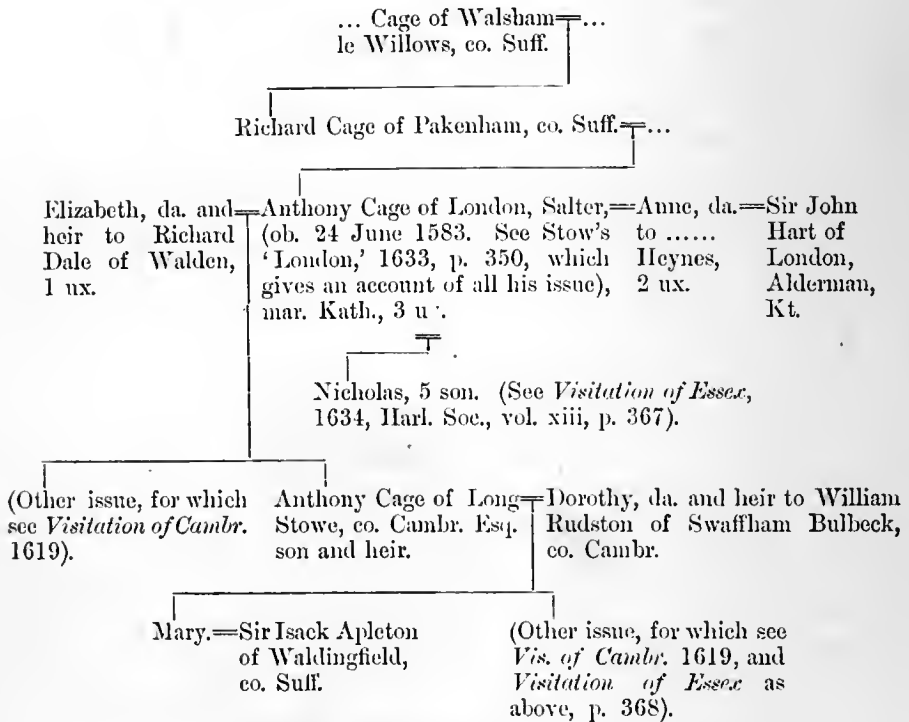 ... Cage of Walsham=...
le Willows, co. Suff.
Richard Cage of Pakenham, co. Suff.=...
Elizabeth, da. and
heir to Richard
Dale of Walden,
1 ux.
=Anthony Cage of London, Salter,
(ob. 24 June 1583. See Stow's
'London,' 1633, p. 350, which
gives an account of all his issue),
mar. Kath., 3 u .
=Anne, da.
to ......
Heynes,
2 ux.
=Sir John
Hart of
London,
Alderman,
Kt.
Nicholas, 5 son. (See Visitation of Essex,
1634, Harl. Soc., vol. xiii, p. 367).
(Other issue, for which
see Visitation of Cambr.
1619).
Anthony Cage of Long
Stowe, co. Cambr. Esq.
son and heir.
=Dorothy, da. and heir to William
Rudston of Swaffham Bulbeck,
co. Cambr.
Mary.=Sir Isack Apleton
of Waldingfield,
co. Suff.
(Other issue, for which see
Vis. of Cambr. 1619, and
Visitation of Essex as
above, p. 368).